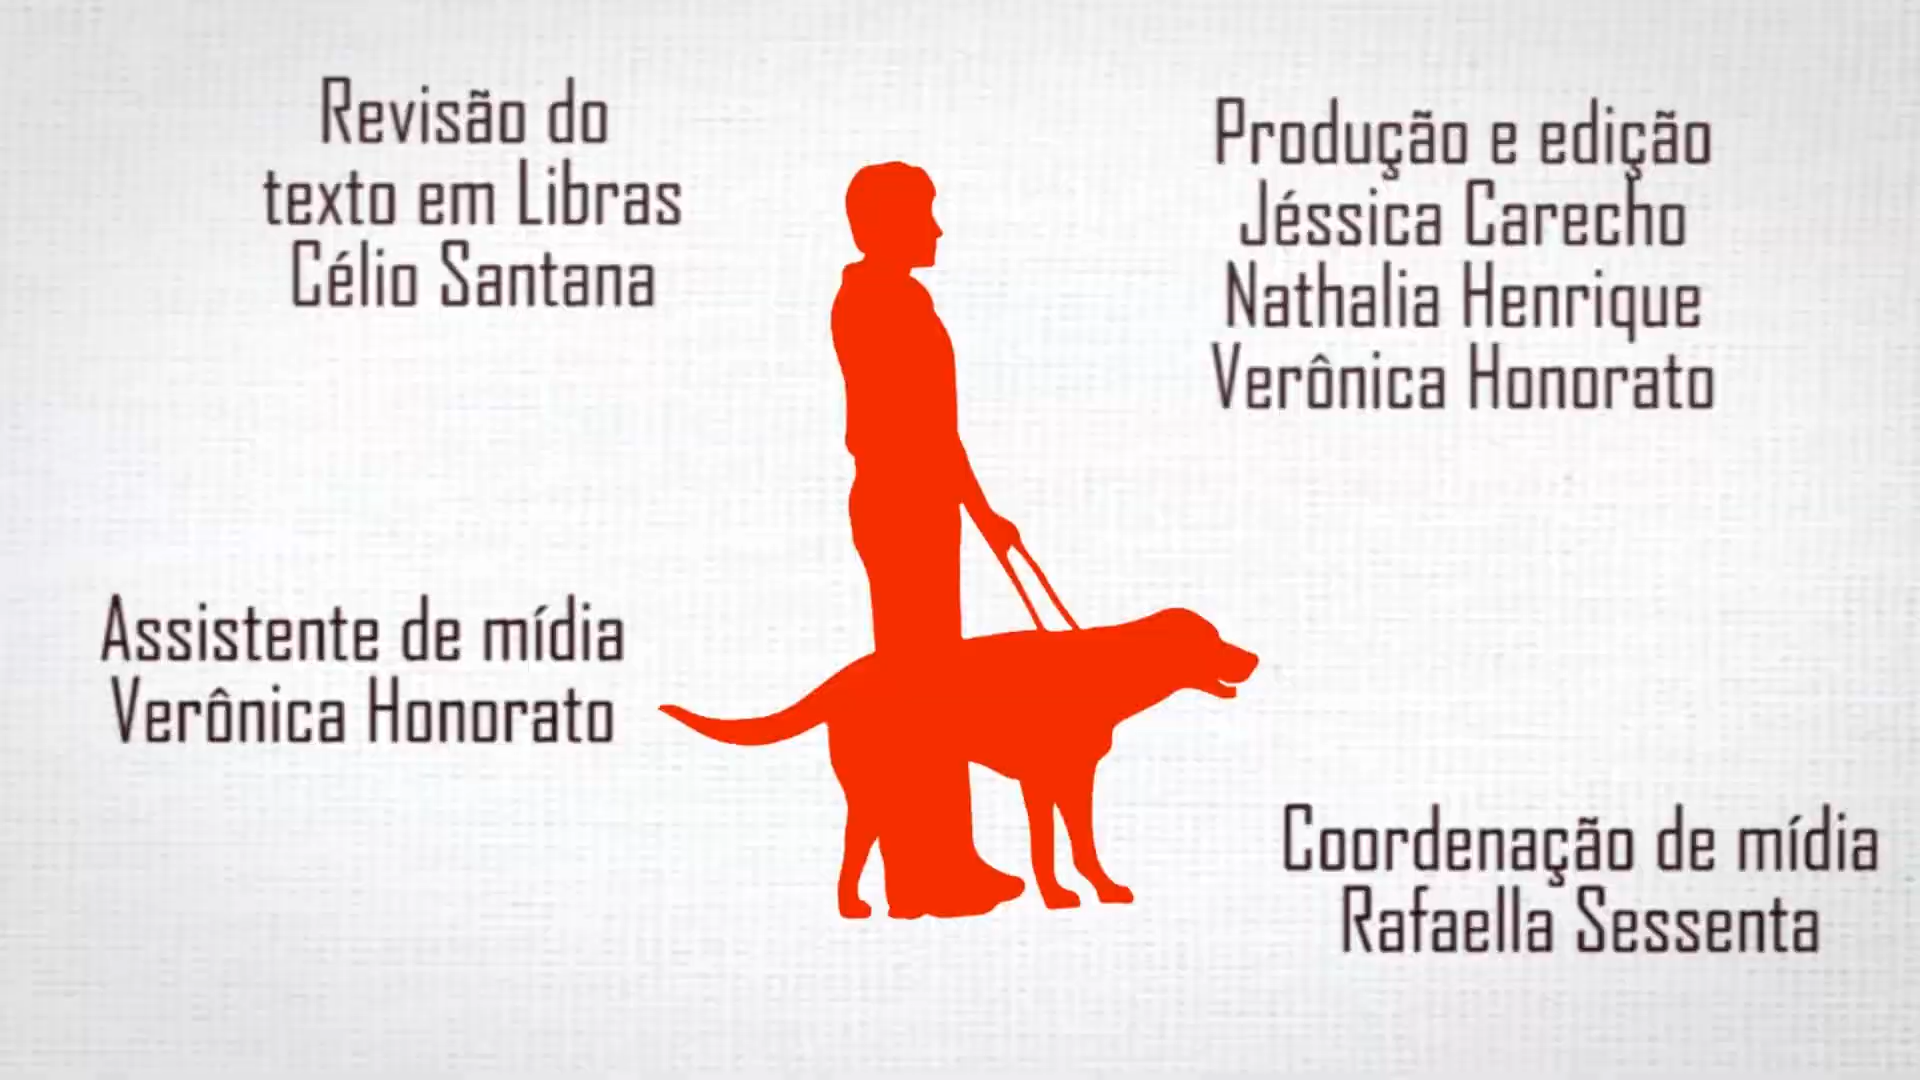 Revisão do
texto em Libras
Célio Santana
Produção e edição
Jéssica Carecho
Nathalia Henrique
Verônica Honorato
Assistente de mídia
Verônica Honorato
Coordenação de mídia
Rafaella Sessenta